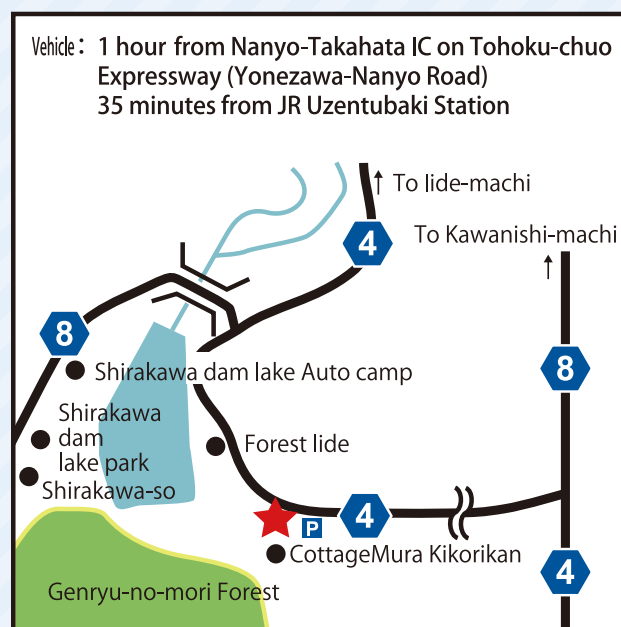 Vehicle: 1 hour from Nanyo-Takahata IC on Tohoku-chuo
Expressway (Yonezawa-Nanyo Road)
35 minutes from JR Uzentubaki Station
↑ To Iide-machi
4
To Kawanishi-machi
↑
8
8
Shirakawa dam lake Auto camp
Shirakawa
dam
lake park
Forest Iide
Shirakawa-so
P
4
CottageMura Kikorikan
4
Genryu-no-mori Forest